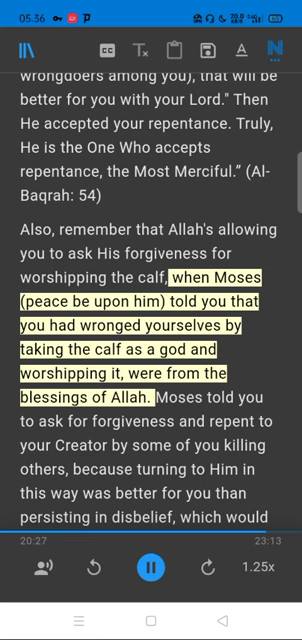 05.36
CC
wrongdoers among you), that will be
better for you with your Lord." Then
He accepted your repentance. Truly,
He is the One Who accepts
repentance, the Most Merciful.” (Al-
Baqrah: 54)
Also, remember that Allah's allowing
you to ask His forgiveness for
worshipping the calf, when Moses
(peace be upon him) told you that
you had wronged yourselves by
taking the calf as a god and
worshipping it, were from the
blessings of Allah. Moses told you
to ask for forgiveness and repent to
your Creator by some of you killing
others, because turning to Him in
this way was better for you than
persisting in disbelief, which would
20:27
23:13
1.25x